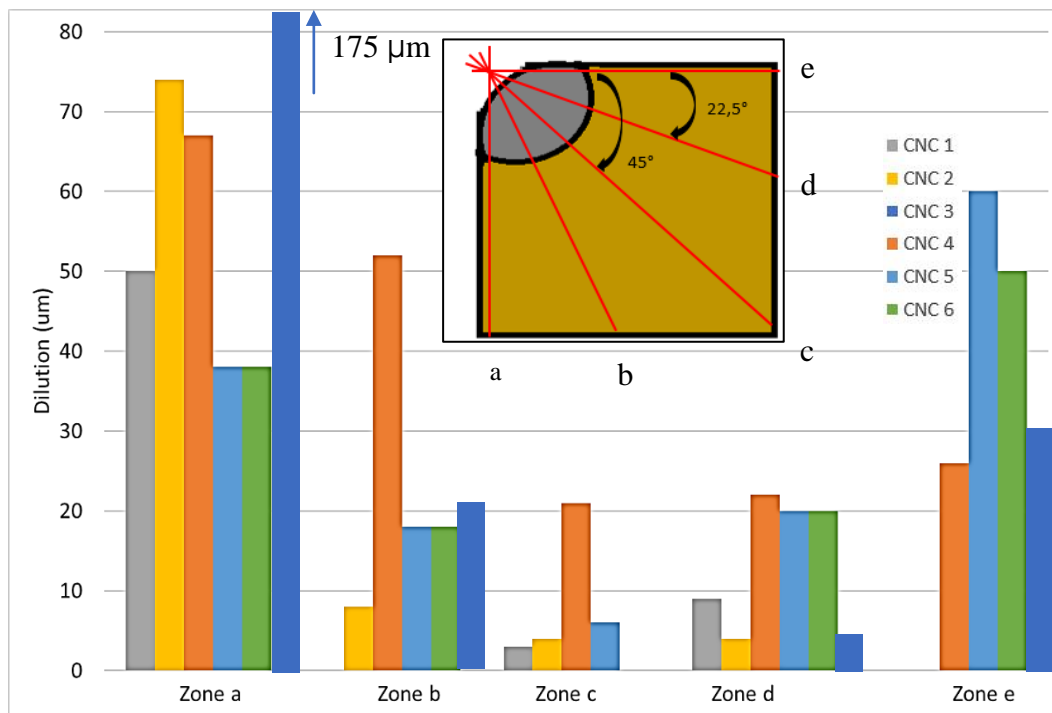 80
70
60
50
40
30
20
10
0
Dilution (um)
175 µm
22,5°
45°
e
d
c
b
a
CNC 1
CNC 2
CNC 3
CNC 4
CNC 5
CNC 6
Zone a
Zone b
Zone c
Zone d
Zone e